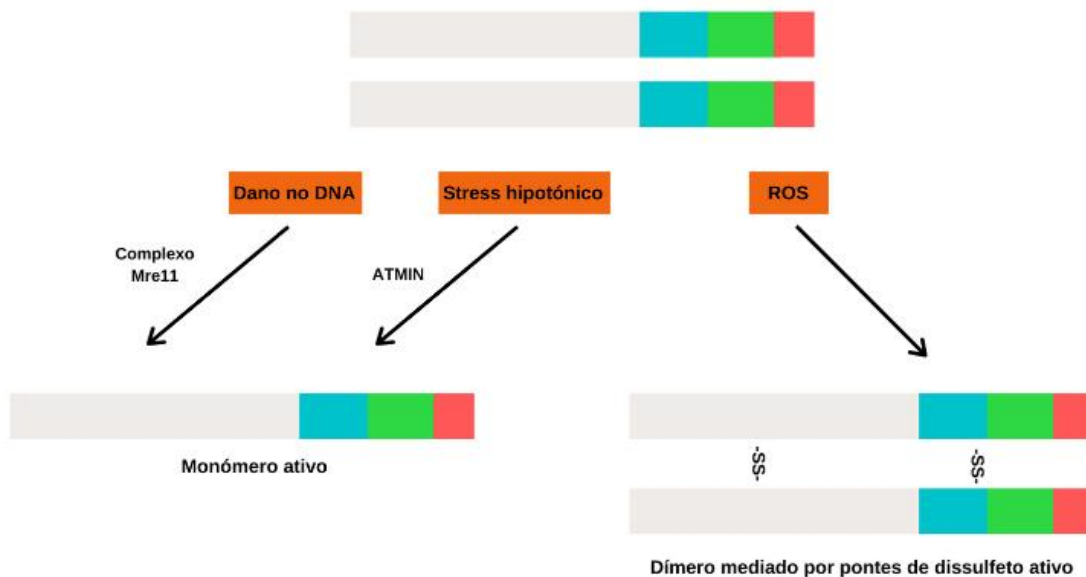 Dano no DNA
Stress hipotónico
ROS
Complexo
Mre11
ATMIN
-SS-
-SS-
Monómero ativo
Dímero mediado por pontes de dissulfeto ativo